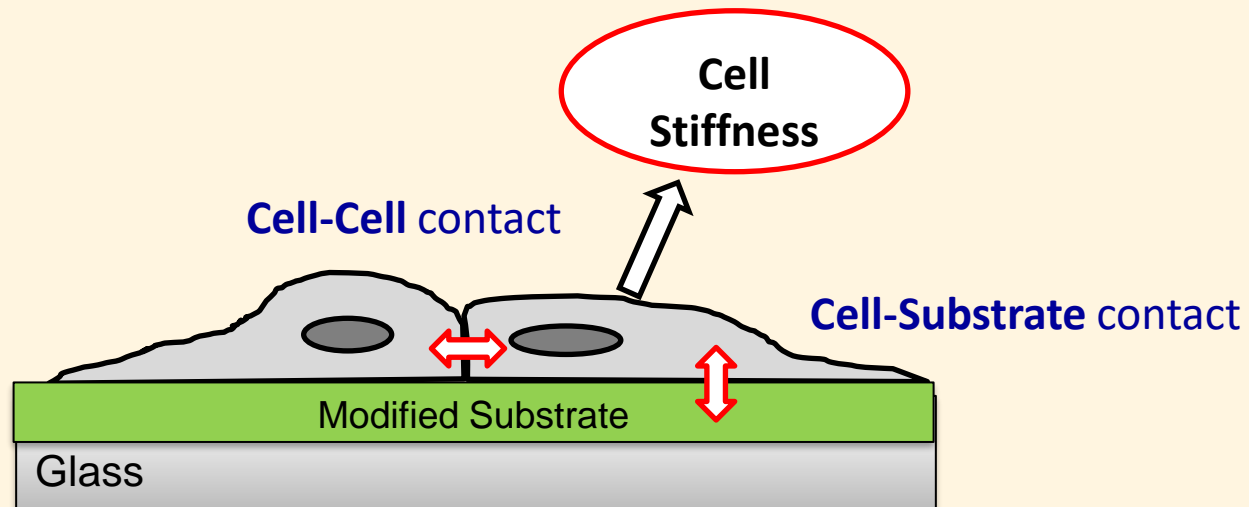 Cell
Stiffness
Cell-Cell contact
Cell-Substrate contact
Modified Substrate
Glass